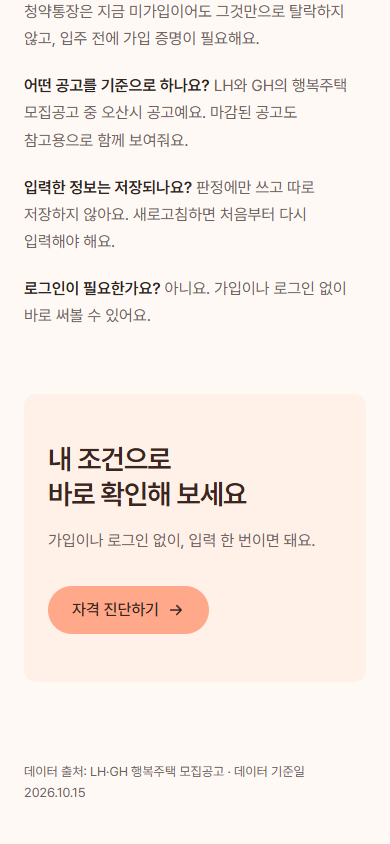 청약통장은 지금 미가입이어도 그것만으로 탈락하지
않고, 입주 전에 가입 증명이 필요해요.
어떤 공고를 기준으로 하나요? LH와 GH의 행복주택
모집공고 중 오산시 공고예요. 마감된 공고도
참고용으로 함께 보여줘요.
입력한 정보는 저장되나요? 판정에만 쓰고 따로
저장하지 않아요. 새로고침하면 처음부터 다시
입력해야 해요.
로그인이 필요한가요? 아니요. 가입이나 로그인 없이
바로 써볼 수 있어요.
내 조건으로
바로 확인해 보세요
가입이나 로그인 없이, 입력 한 번이면 돼요.
자격 진단하기 →
데이터 출처: LH·GH 행복주택 모집공고 · 데이터 기준일
2026.10.15